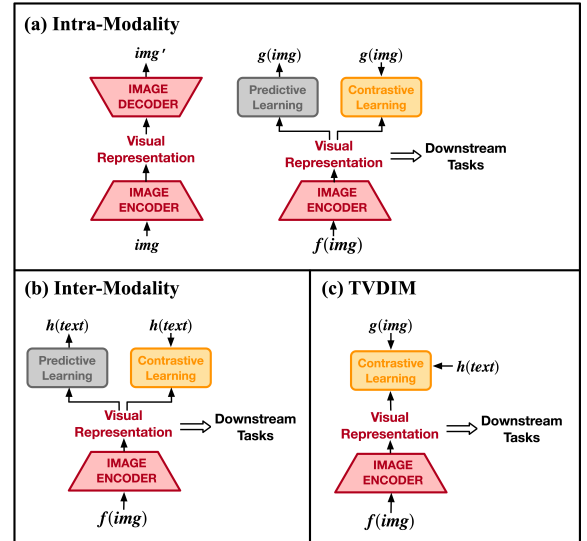 (a) Intra-Modality
img'
IMAGE
DECODER
Visual
Representation
IMAGE
ENCODER
img
g(img)
g(img)
Predictive
Learning
Contrastive
Learning
Visual
Representation
Downstream
Tasks
IMAGE
ENCODER
f(img)
(b) Inter-Modality
h(text)
h(text)
Predictive
Learning
Contrastive
Learning
Visual
Representation
Downstream
Tasks
IMAGE
ENCODER
f(img)
(c) TVDIM
g(img)
Contrastive
Learning
h(text)
Visual
Representation
Downstream
Tasks
IMAGE
ENCODER
f(img)